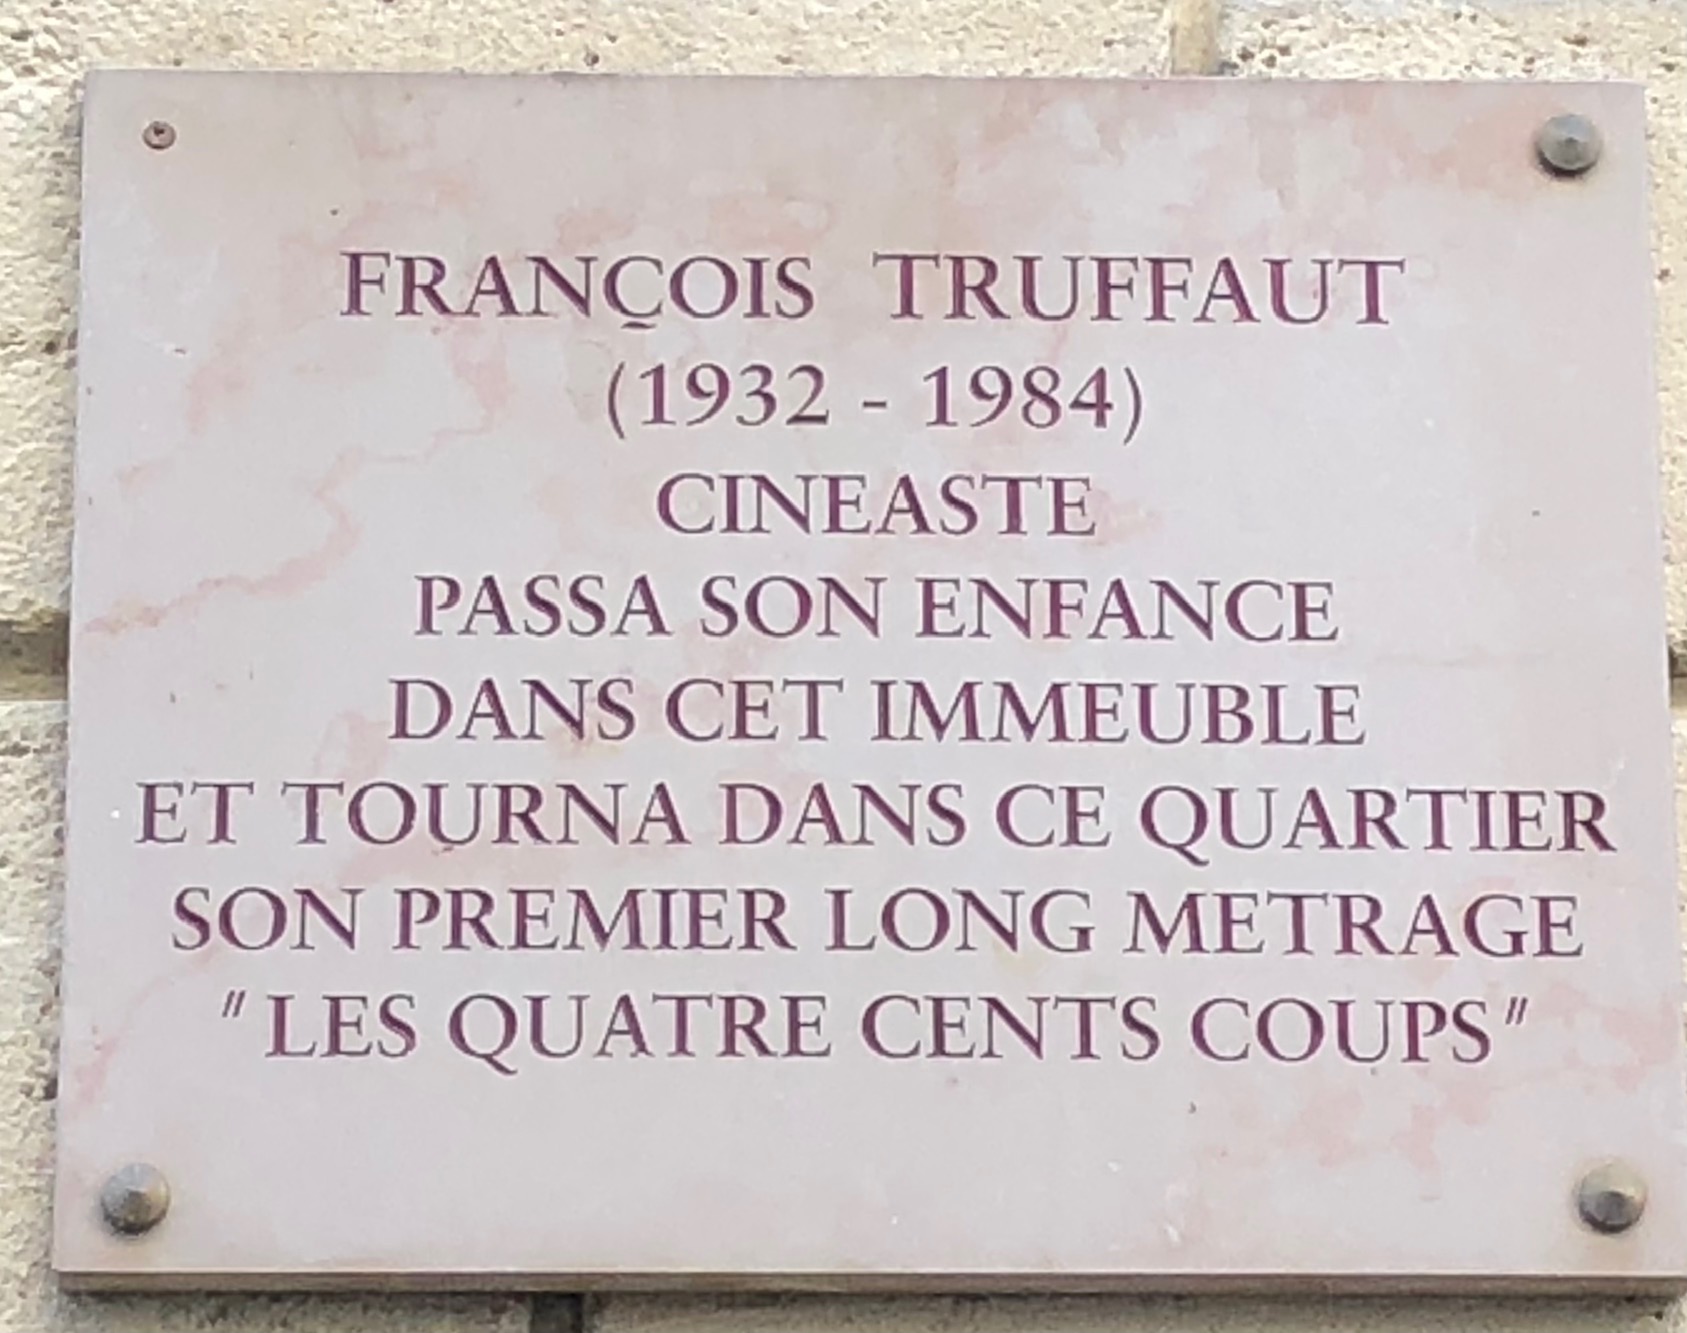 FRANÇOIS TRUFFAUT
(1932 - 1984)
CINEASTE
PASSA SON ENFANCE
DANS CET IMMEUBLE
ET TOURNA DANS CE QUARTIER
SON PREMIER LONG METRAGE
"LES QUATRE CENTS COUPS"